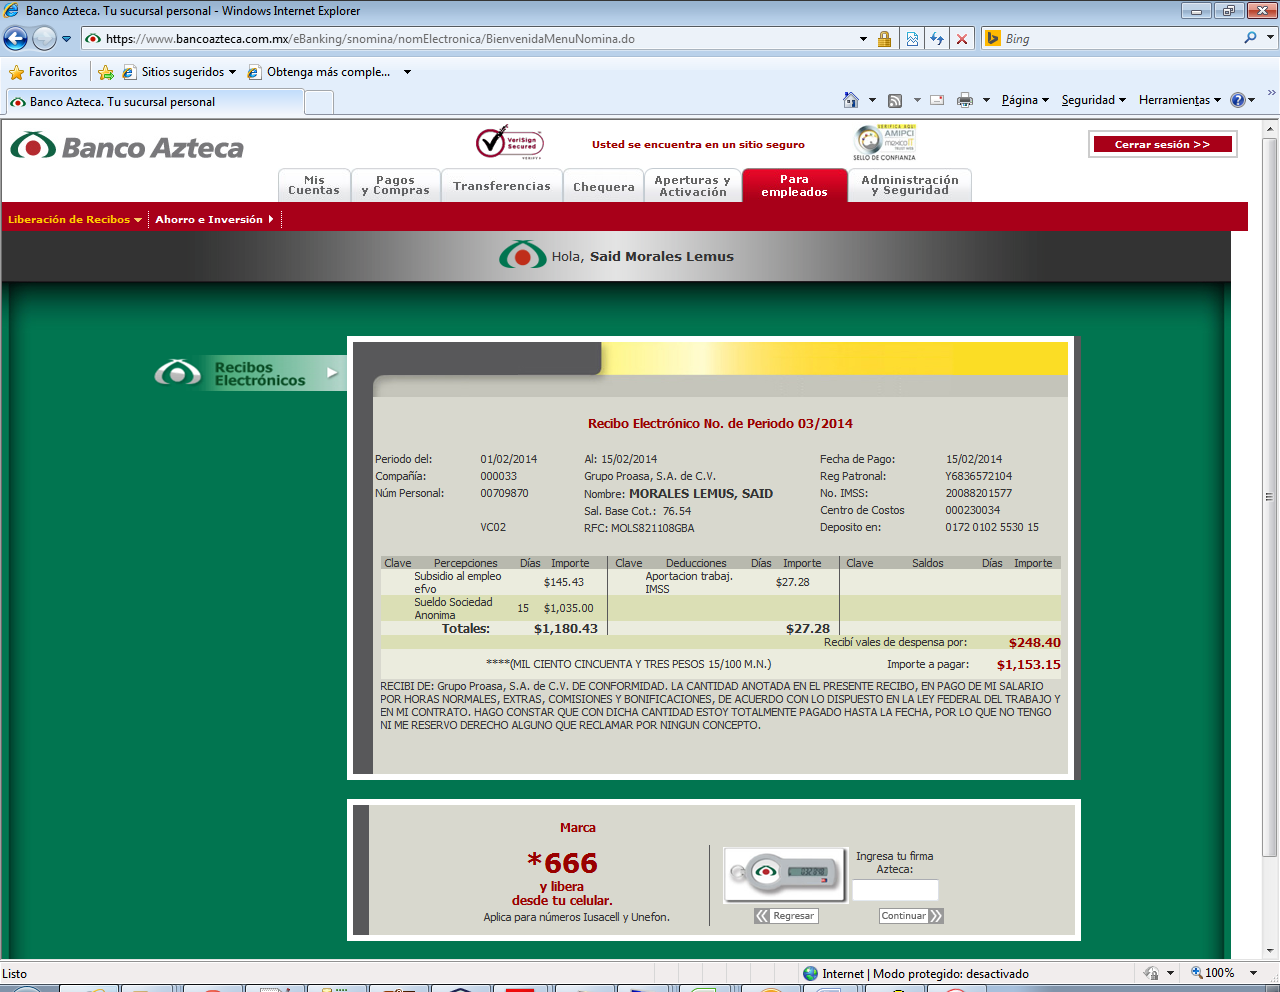 Banco Azteca. Tu sucursal personal - Windows Internet Explorer
https://www.bancoazteca.com.mx/eBanking/snomina/nomElectronica/BienvenidaMenuNomina.do
Bing
Favoritos Sitios sugeridos Obtenga más comple...
Banco Azteca. Tu sucursal personal
Página Seguridad Herramientas
Banco Azteca
VeriSign Secured
Usted se encuentra en un sitio seguro
VERIFICA AQUÍ
AMIPCI
SELLO DE CONFIANZA
Cerrar sesión >>
Mis Cuentas
Pagos y Compras
Transferencias
Chequera
Aperturas y Activación
Para empleados
Administración y Seguridad
Liberación de Recibos Ahorro e Inversión
Hola, Said Morales Lemus
Recibos Electrónicos
Recibo Electrónico No. de Periodo 03/2014
Periodo del: 01/02/2014 Al: 15/02/2014 Fecha de Pago: 15/02/2014
Compañía: 000033 Grupo Proasa, S.A. de C.V. Reg Patronal: Y6836572104
Núm Personal: 00709870 Nombre: MORALES LEMUS, SAID No. IMSS: 20088201577
Sal. Base Cot.: 76.54 Centro de Costos 000230034
VC02 RFC: MOLS821108GBA Deposito en: 0172 0102 5530 15
Clave Percepciones Días Importe Clave Deducciones Días Importe Clave Saldos Días Importe
Subsidio al empleo efvo $145.43 Aportacion trabaj. IMSS $27.28
Sueldo Sociedad Anonima 15 $1,035.00
Totales: $1,180.43 $27.28
Recibí vales de despensa por: $248.40
****(MIL CIENTO CINCUENTA Y TRES PESOS 15/100 M.N.) Importe a pagar: $1,153.15
RECIBI DE: Grupo Proasa, S.A. de C.V. DE CONFORMIDAD. LA CANTIDAD ANOTADA EN EL PRESENTE RECIBO, EN PAGO DE MI SALARIO
POR HORAS NORMALES, EXTRAS, COMISIONES Y BONIFICACIONES, DE ACUERDO CON LO DISPUESTO EN LA LEY FEDERAL DEL TRABAJO Y
EN MI CONTRATO. HAGO CONSTAR QUE CON DICHA CANTIDAD ESTOY TOTALMENTE PAGADO HASTA LA FECHA, POR LO QUE NO TENGO
NI ME RESERVO DERECHO ALGUNO QUE RECLAMAR POR NINGUN CONCEPTO.
Marca
*666
y libera
desde tu celular.
Aplica para números Iusacell y Unefon.
Ingresa tu firma
Azteca:
Regresar
Continuar
Listo
Internet | Modo protegido: desactivado
100%